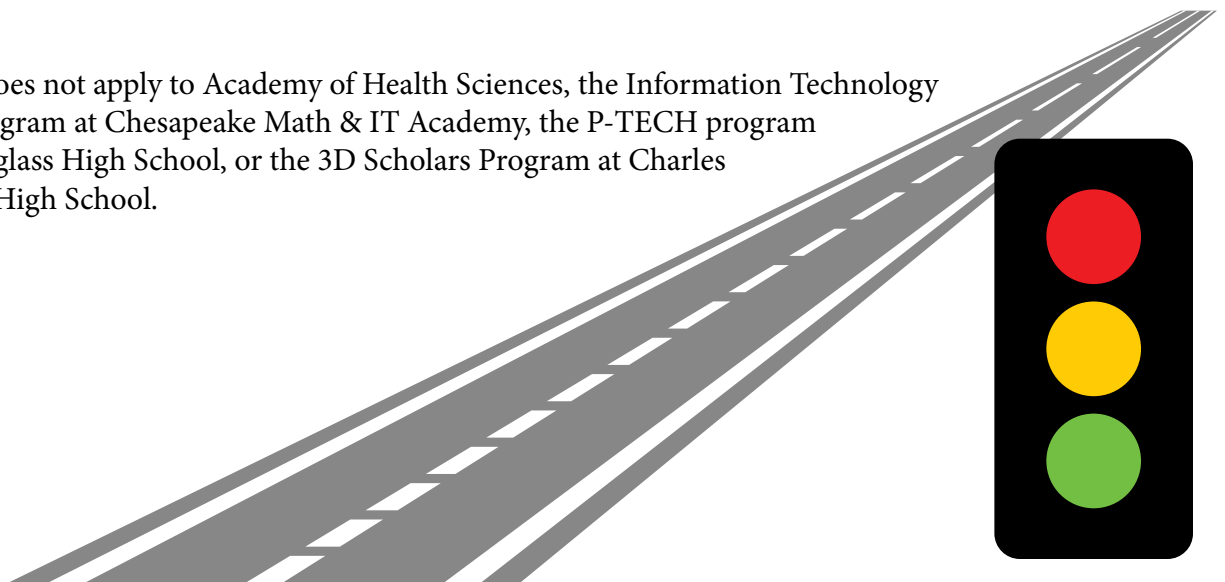 oes not apply to Academy of Health Sciences, the Information Technology
gram at Chesapeake Math & IT Academy, the P-TECH program
glass High School, or the 3D Scholars Program at Charles
High School.